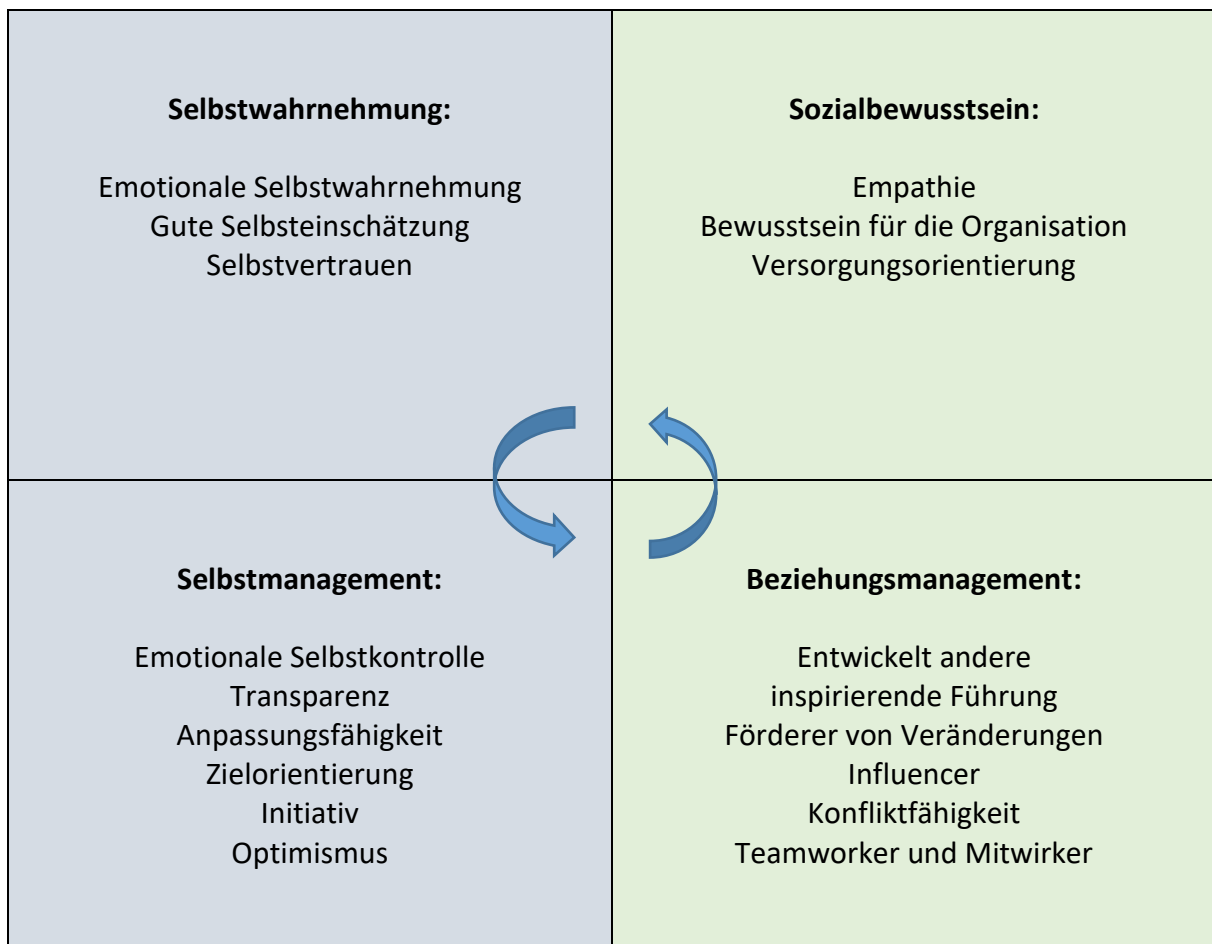 Selbstwahrnehmung:
Emotionale Selbstwahrnehmung
Gute Selbsteinschätzung
Selbstvertrauen
Sozialbewusstsein:
Empathie
Bewusstsein für die Organisation
Versorgungsorientierung
Selbstmanagement:
Emotionale Selbstkontrolle
Transparenz
Anpassungsfähigkeit
Zielorientierung
Initiativ
Optimismus
Beziehungsmanagement:
Entwickelt andere
inspirierende Führung
Förderer von Veränderungen
Influencer
Konfliktfähigkeit
Teamworker und Mitwirker